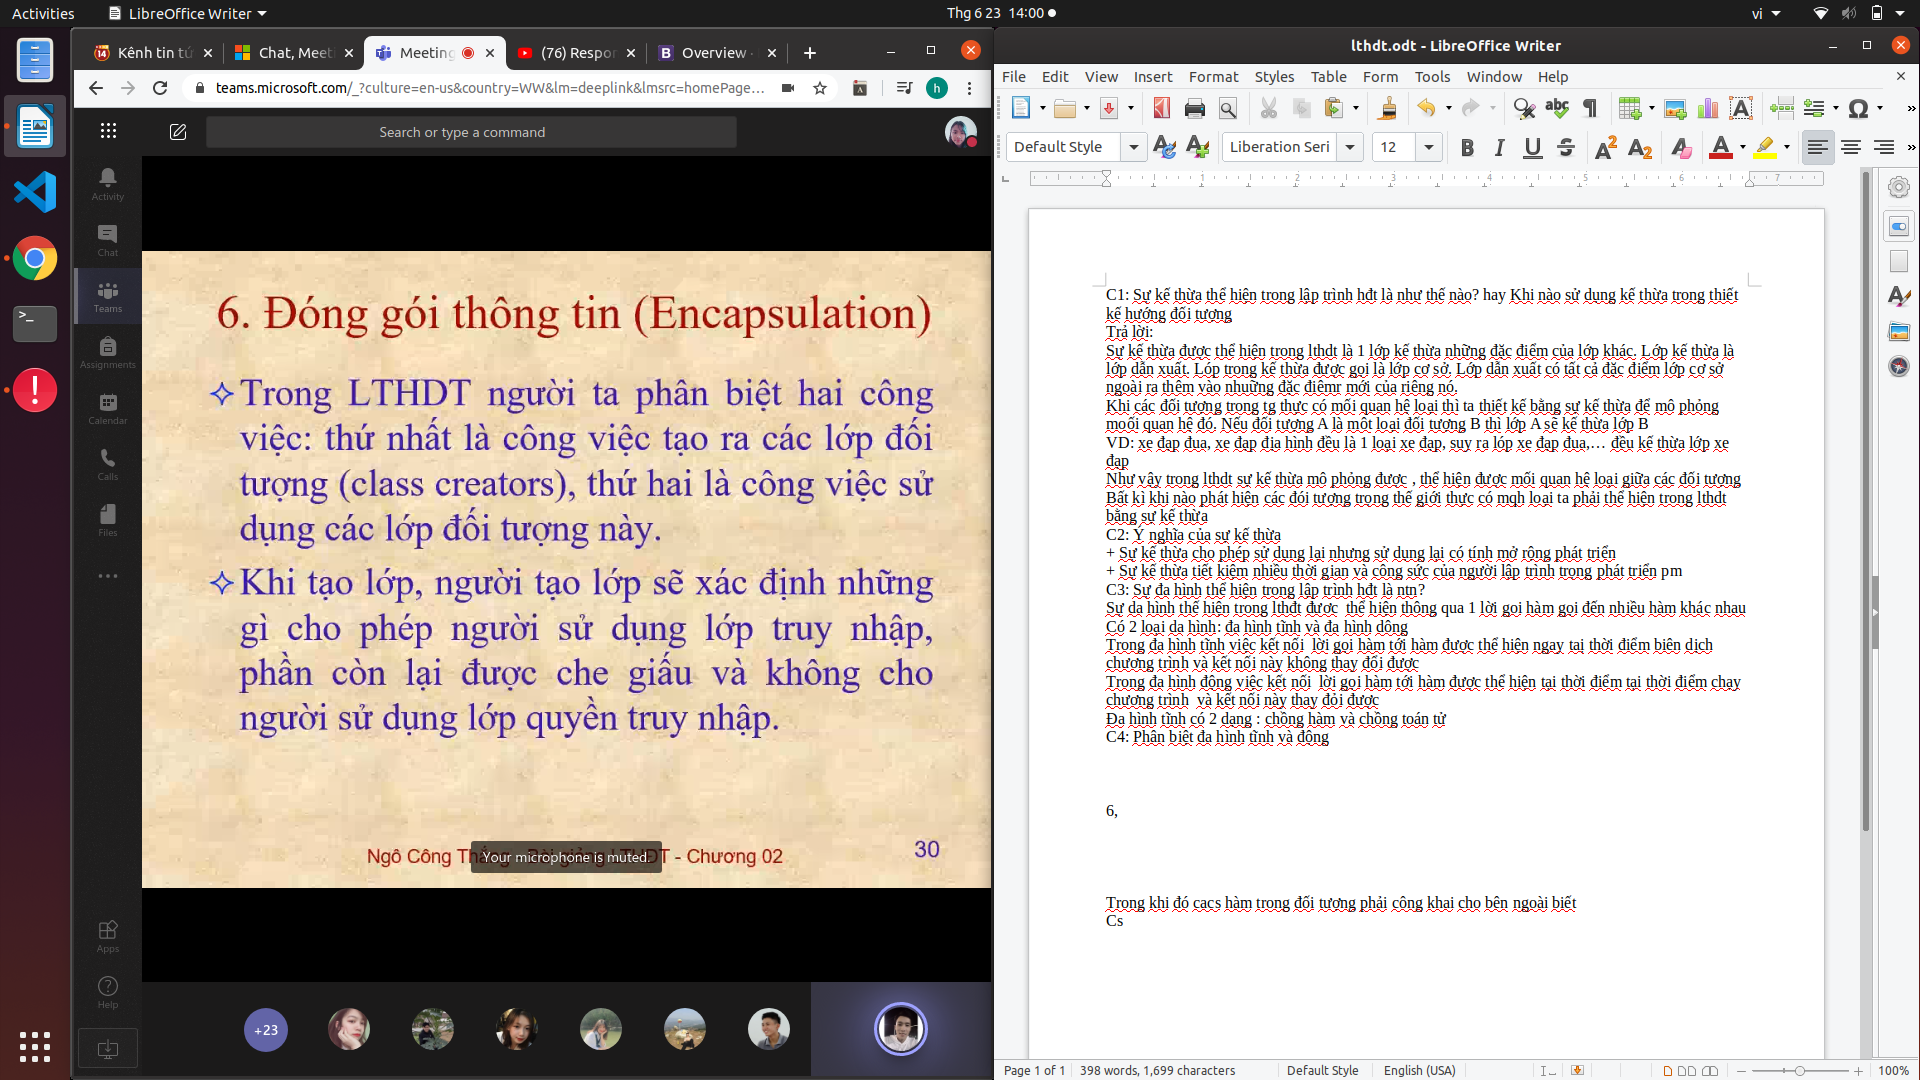 Activities
LibreOffice Writer
Thg 6 23 14:00
vi
Kênh tin tứ
Chat, Meet
Meeting
(76) Respon
Overview
teams.microsoft.com/_?culture=en-us&country=WW&lm=deeplink&lmsrc=homePage...
h
Search or type a command
Activity
Chat
Teams
Assignments
Calendar
Calls
Files
Apps
Help
6. Đóng gói thông tin (Encapsulation)
Trong LTHDT người ta phân biệt hai công
việc: thứ nhất là công việc tạo ra các lớp đối
tượng (class creators), thứ hai là công việc sử
dụng các lớp đối tượng này.
Khi tạo lớp, người tạo lớp sẽ xác định những
gì cho phép người sử dụng lớp truy nhập,
phần còn lại được che giấu và không cho
người sử dụng lớp quyền truy nhập.
Ngô Công Thắng - Bài giảng LTHĐT - Chương 02
30
Your microphone is muted.
+23
lthdt.odt - LibreOffice Writer
File Edit View Insert Format Styles Table Form Tools Window Help
Default Style
Liberation Seri
12
1 2 3 4 5 6 7
C1: Sự kế thừa thể hiện trong lập trình hđt là như thế nào? hay Khi nào sử dụng kế thừa trong thiết
kế hướng đối tượng
Trả lời:
Sự kế thừa được thể hiện trong lthdt là 1 lớp kế thừa những đặc điểm của lớp khác. Lớp kế thừa là
lớp dẫn xuất. Lóp trong kế thừa được gọi là lớp cơ sở. Lớp dẫn xuất có tất cả đặc điểm lớp cơ sở
ngoài ra thêm vào nhuững đặc điêmr mới của riêng nó.
Khi các đối tượng trong tg thực có mối quan hệ loại thì ta thiết kế bằng sự kế thừa để mô phỏng
moối quan hệ đó. Nếu đối tượng A là một loại đối tượng B thì lớp A sẽ kế thừa lớp B
VD: xe đạp đua, xe đạp địa hình đều là 1 loại xe đạp, suy ra lóp xe đạp đua,… đều kế thừa lớp xe
đạp
Như vậy trong lthdt sự kế thừa mô phỏng được , thể hiện được mối quan hệ loại giữa các đối tượng
Bất kì khi nào phát hiện các đói tượng trong thế giới thực có mqh loại ta phải thể hiện trong lthdt
bằng sự kế thừa
C2: Ý nghĩa của sự kế thừa
+ Sự kế thừa cho phép sử dụng lại nhưng sử dụng lại có tính mở rộng phát triển
+ Sự kế thừa tiết kiệm nhiều thời gian và công sức của người lập trình trong phát triển pm
C3: Sự đa hình thể hiện trong lập trình hđt là ntn?
Sự da hình thế hiện trong lthđt được thể hiện thông qua 1 lời gọi hàm gọi đến nhiều hàm khác nhau
Có 2 loại da hình: đa hình tĩnh và đa hình dộng
Trong đa hình tĩnh việc kết nối lời gọi hàm tới hàm được thể hiện ngay tại thời điểm biên dịch
chương trình và kết nối này không thay đổi được
Trong đa hình động việc kết nối lời gọi hàm tới hàm được thể hiện tại thời điểm tại thời điểm chạy
chương trình và kết nối này thay đỏi được
Đa hình tĩnh có 2 dạng : chồng hàm và chồng toán tử
C4: Phân biệt đa hình tĩnh và động
6,
Trong khi đó cacs hàm trong đối tượng phải công khai cho bên ngoài biết
Cs
Page 1 of 1
398 words, 1,699 characters
Default Style
English (USA)
100%